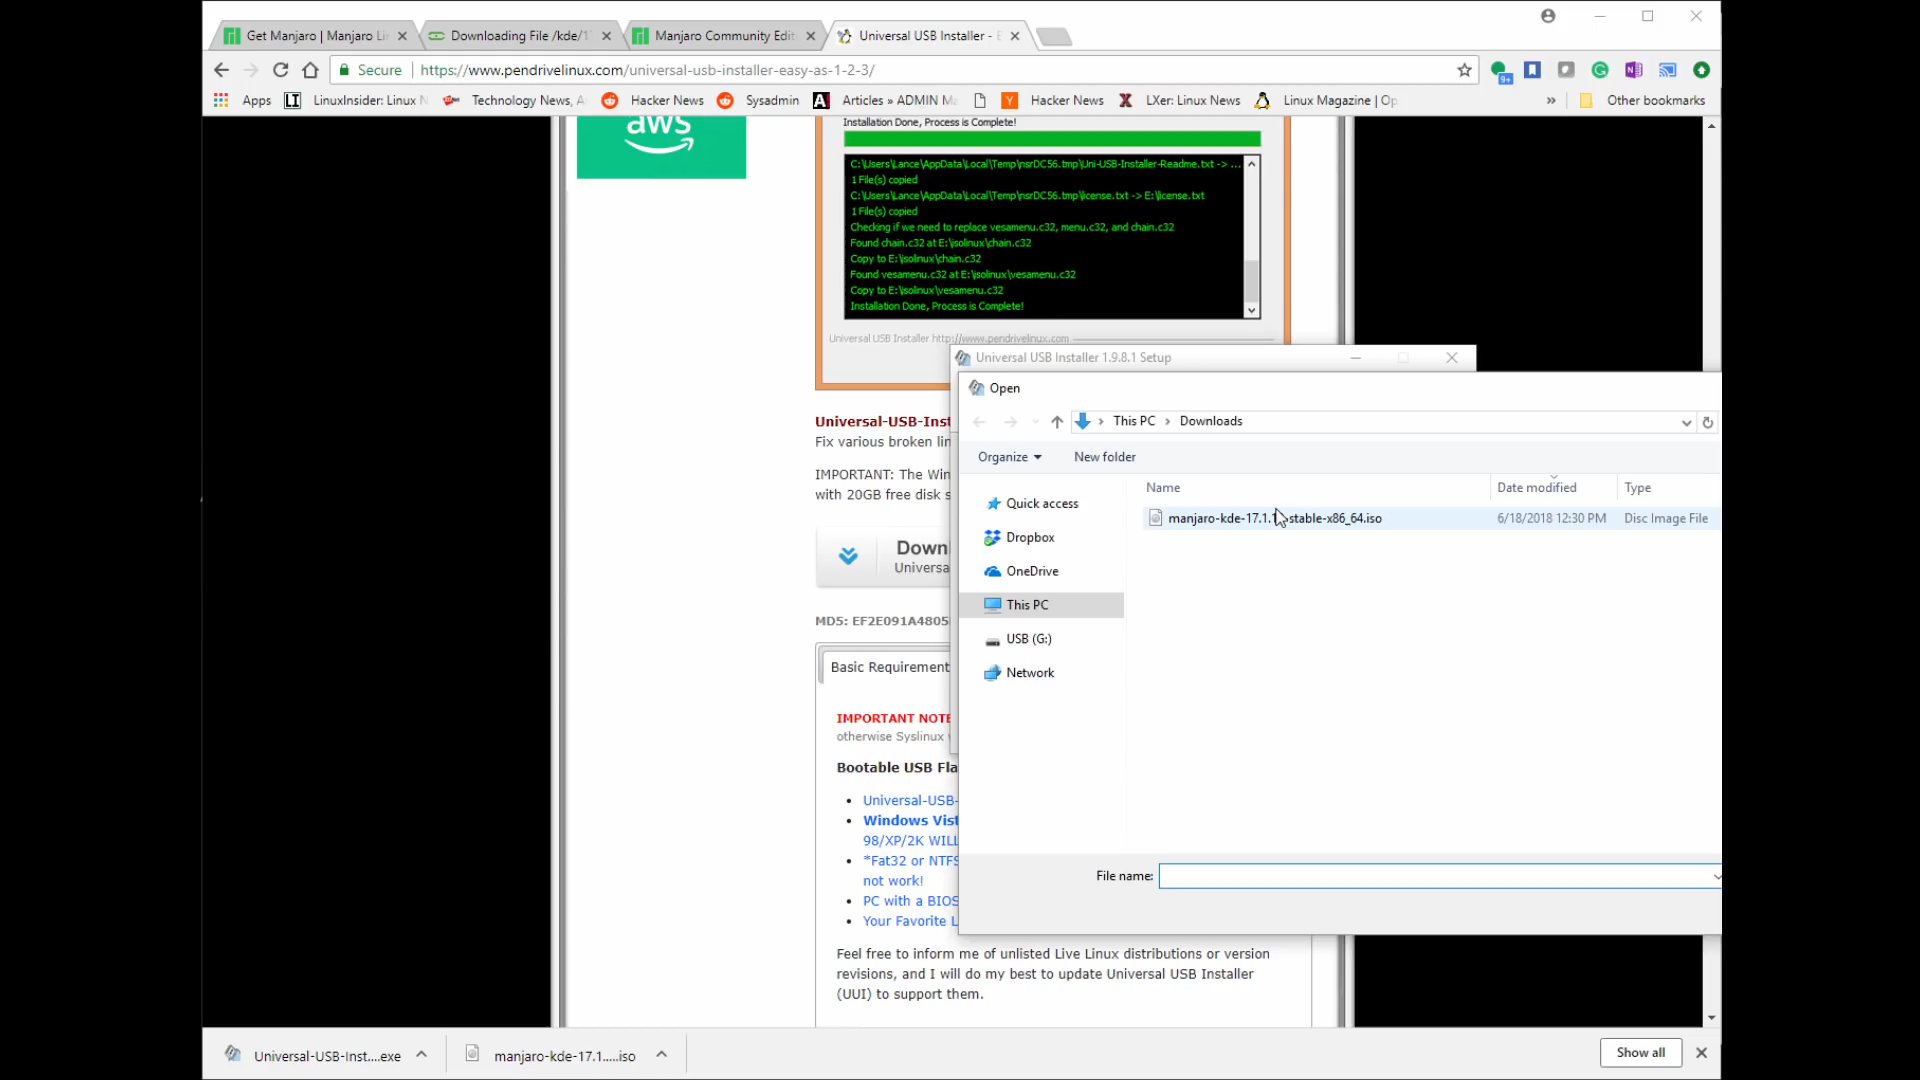 Get Manjaro | Manjaro Li
Downloading File /kde/1
Manjaro Community Edit
Universal USB Installer -
Secure
https://www.pendrivelinux.com/universal-usb-installer-easy-as-1-2-3/
9+
Apps
LI
LinuxInsider: Linux
Technology News,
Hacker News
Sysadmin
A
Articles » ADMIN
Y
Hacker News
X
LXer: Linux News
Linux Magazine | Op
»
Other bookmarks
aws
Installation Done, Process is Complete!
C:\Users\Lance\AppData\Local\Temp\nsrDC56.tmp\Uni-USB-Installer-Readme.txt -> ...
1 File(s) copied
C:\Users\Lance\AppData\Local\Temp\nsrDC56.tmp\license.txt -> E:\license.txt
1 File(s) copied
Checking if we need to replace vesamenu.c32, menu.c32, and chain.c32
Found chain.c32 at E:\isolinux\chain.c32
Copy to E:\isolinux\chain.c32
Found vesamenu.c32 at E:\isolinux\vesamenu.c32
Copy to E:\isolinux\vesamenu.c32
Installation Done, Process is Complete!
Universal USB Installer http://www.pendrivelinux.com
Universal USB Installer 1.9.8.1 Setup
Open
This PC > Downloads
Organize
New folder
Name
Date modified
Type
manjaro-kde-17.1.1 stable-x86_64.iso
6/18/2018 12:30 PM
Disc Image File
Quick access
Dropbox
OneDrive
This PC
USB (G:)
Network
File name:
Universal-USB-Inst
Fix various broken lin
IMPORTANT: The Win
with 20GB free disk s
Downl
Universa
MD5: EF2E091A4805
Basic Requirement
IMPORTANT NOTE
otherwise Syslinux
Bootable USB Fla
• Universal-USB-
• Windows Vist
98/XP/2K WILL
• *Fat32 or NTFS
not work!
• PC with a BIOS
• Your Favorite L
Feel free to inform me of unlisted Live Linux distributions or version
revisions, and I will do my best to update Universal USB Installer
(UUI) to support them.
Universal-USB-Inst....exe
manjaro-kde-17.1.....iso
Show all